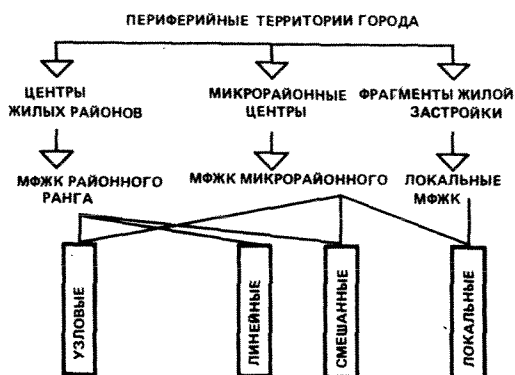 ПЕРИФЕРИЙНЫЕ ТЕРРИТОРИИ ГОРОДА
ЦЕНТРЫ
ЖИЛЫХ РАЙОНОВ
МИКРОРАЙОННЫЕ
ЦЕНТРЫ
ФРАГМЕНТЫ ЖИЛОЙ
ЗАСТРОЙКИ
МФЖК РАЙОННОГО
РАНГА
МФЖК МИКРОРАЙОННОГО
ЛОКАЛЬНЫЕ
МФЖК
УЗЛОВЫЕ
ЛИНЕЙНЫЕ
СМЕШАННЫЕ
ЛОКАЛЬНЫЕ